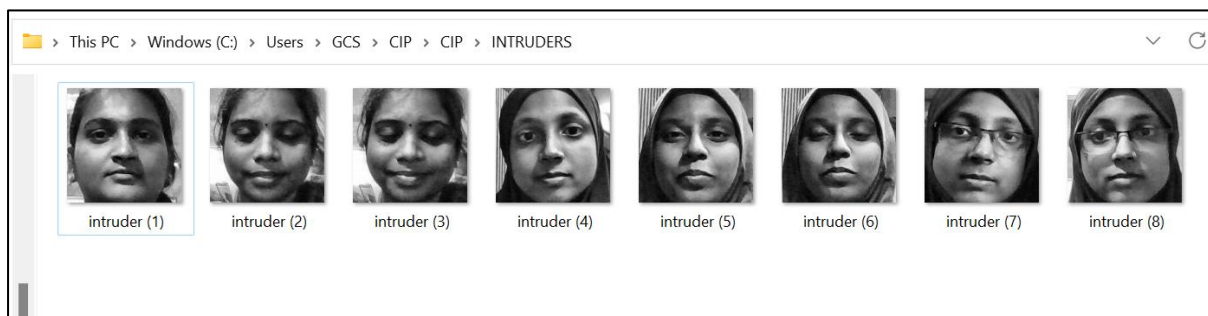 This PC > Windows (C:) > Users > GCS > CIP > CIP > INTRUDERS
intruder (1) intruder (2) intruder (3) intruder (4) intruder (5) intruder (6) intruder (7) intruder (8)